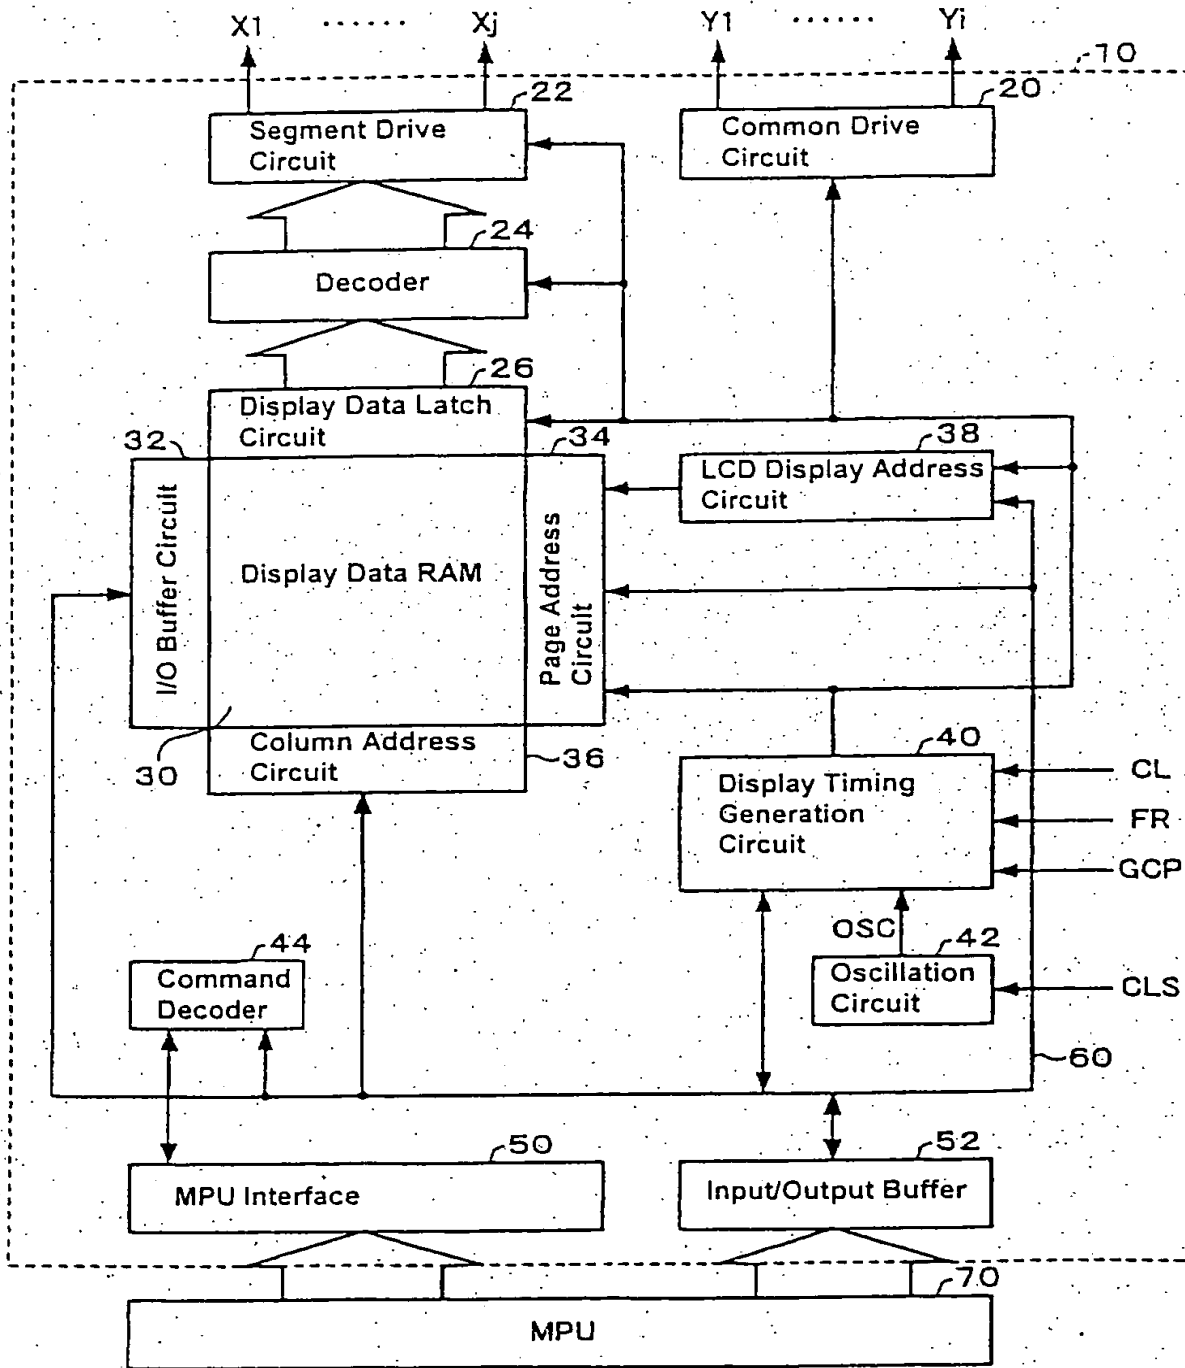 X1 ······ Xj Y1 ······ Yi
10
22
20
Segment Drive
Circuit
Common Drive
Circuit
24
Decoder
26
Display Data Latch
Circuit
32
34
38
LCD Display Address
Circuit
I/O Buffer Circuit
Display Data RAM
Page Address
Circuit
30
Column Address
Circuit
36
40
Display Timing
Generation
Circuit
CL
FR
GCP
OSC
42
Oscillation
Circuit
CLS
44
Command
Decoder
60
50
MPU Interface
52
Input/Output Buffer
70
MPU